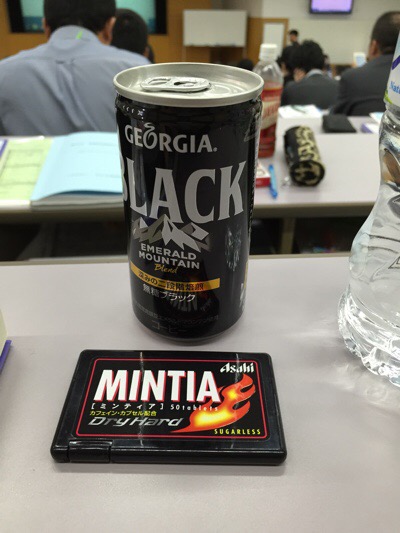 GEORGIA
BLACK
EMERALD
MOUNTAIN
Blend
無糖ブラック
Asahi
MINTIA
[ミンティア] 50tablets
カフェイン・カプセル配合
Dry Hard
SUGARLESS